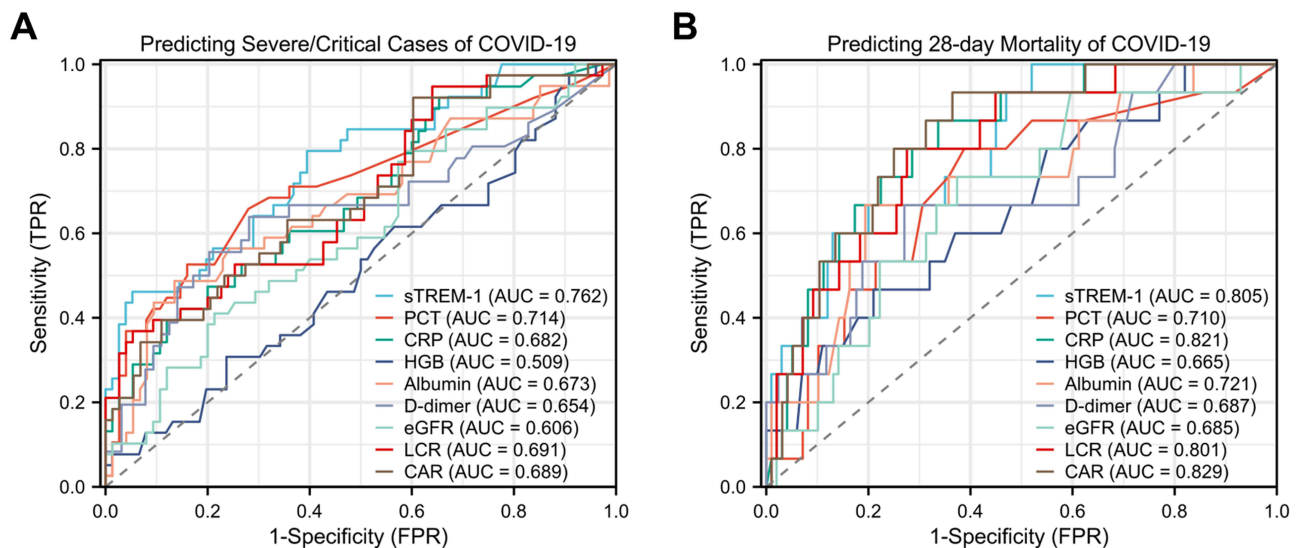 A
Predicting Severe/Critical Cases of COVID-19
1.0
0.8
0.6
0.4
0.2
0.0
Sensitivity (TPR)
sTREM-1 (AUC = 0.762)
PCT (AUC = 0.714)
CRP (AUC = 0.682)
HGB (AUC = 0.509)
Albumin (AUC = 0.673)
D-dimer (AUC = 0.654)
eGFR (AUC = 0.606)
LCR (AUC = 0.691)
CAR (AUC = 0.689)
0.0 0.2 0.4 0.6 0.8 1.0
1-Specificity (FPR)
B
Predicting 28-day Mortality of COVID-19
1.0
0.8
0.6
0.4
0.2
0.0
Sensitivity (TPR)
sTREM-1 (AUC = 0.805)
PCT (AUC = 0.710)
CRP (AUC = 0.821)
HGB (AUC = 0.665)
Albumin (AUC = 0.721)
D-dimer (AUC = 0.687)
eGFR (AUC = 0.685)
LCR (AUC = 0.801)
CAR (AUC = 0.829)
0.0 0.2 0.4 0.6 0.8 1.0
1-Specificity (FPR)